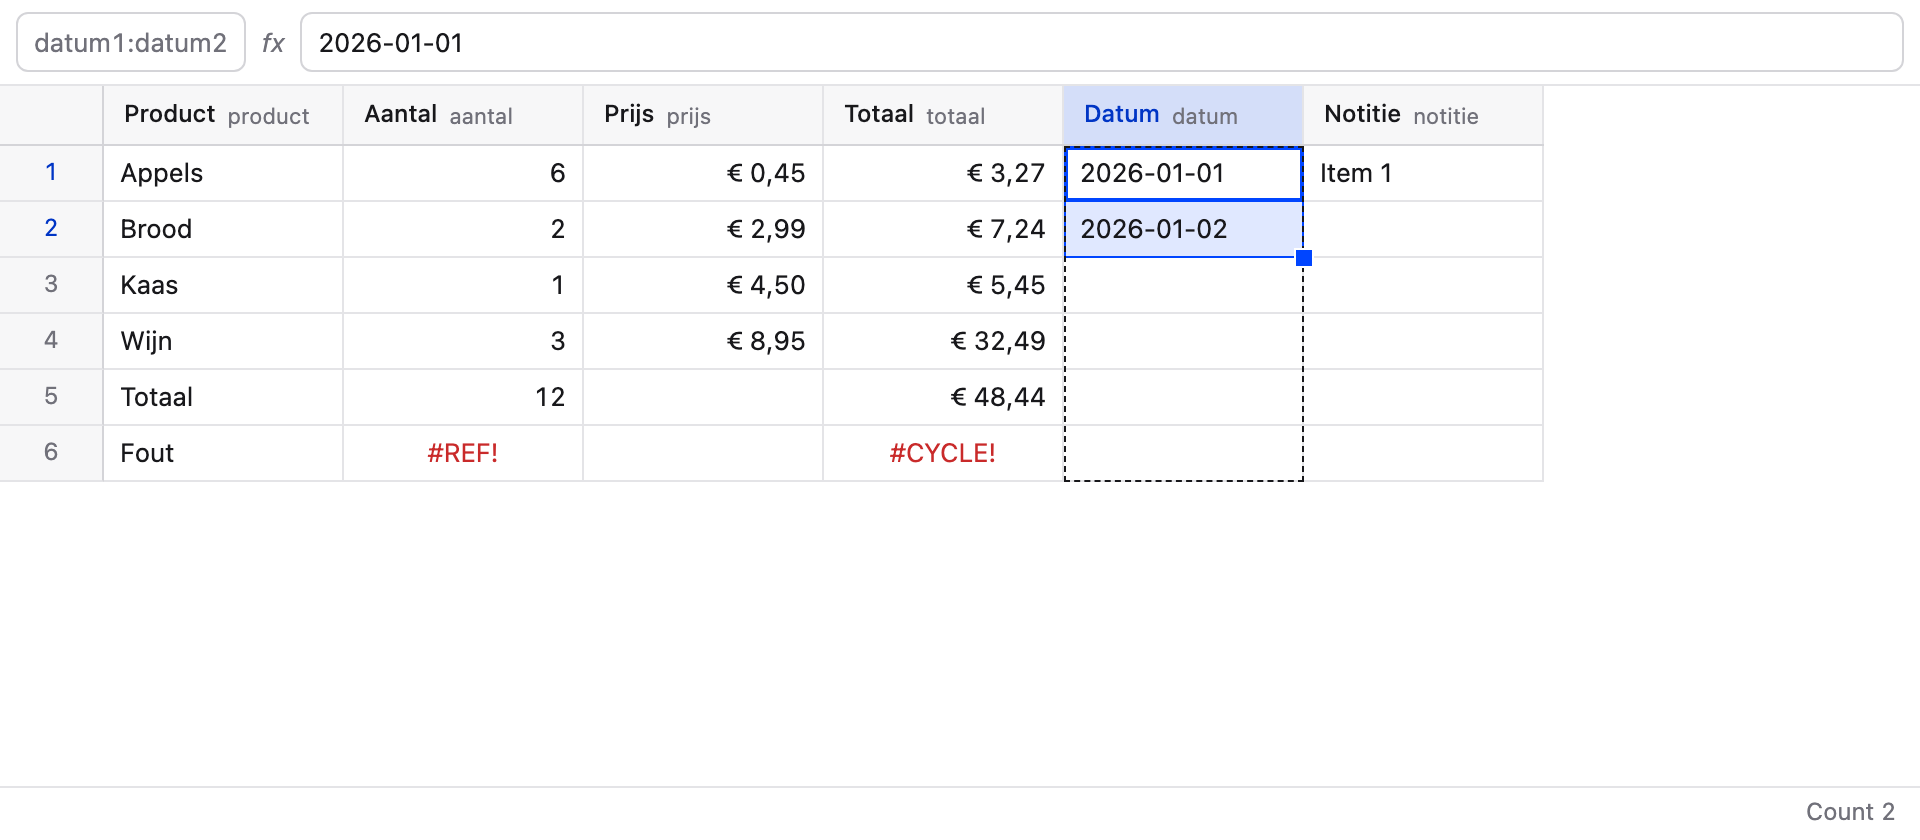 datum1:datum2 fx 2026-01-01
Product product Aantal aantal Prijs prijs Totaal totaal Datum datum Notitie notitie
1 Appels 6 € 0,45 € 3,27 2026-01-01 Item 1
2 Brood 2 € 2,99 € 7,24 2026-01-02
3 Kaas 1 € 4,50 € 5,45
4 Wijn 3 € 8,95 € 32,49
5 Totaal 12 € 48,44
6 Fout #REF! #CYCLE!
Count 2